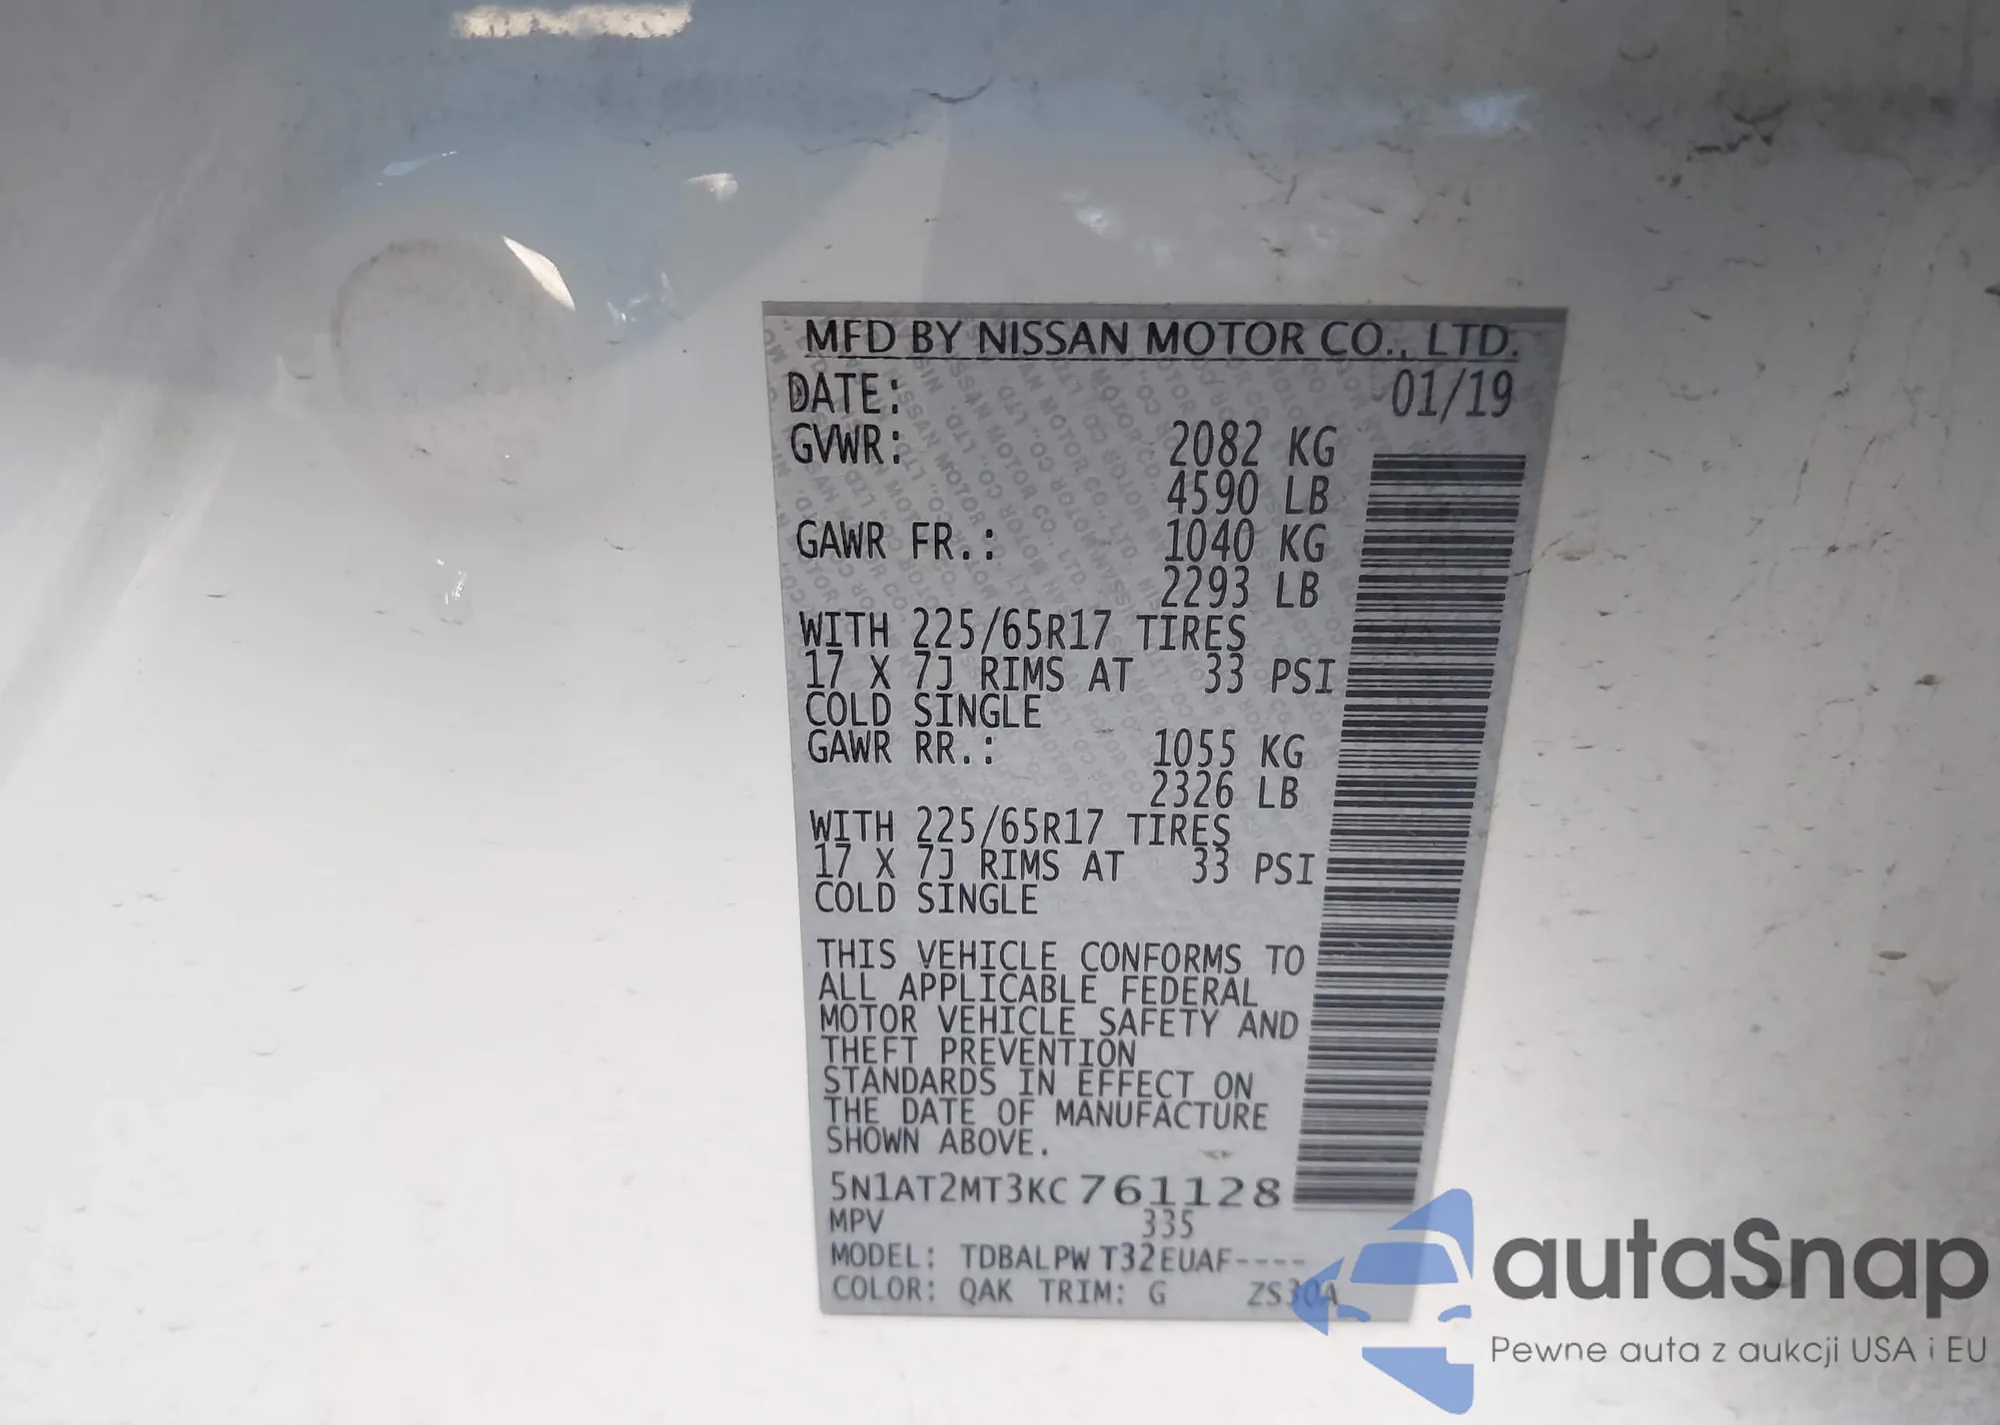 MFD BY NISSAN MOTOR CO., LTD.
DATE: 01/19
GVWR: 2082 KG
4590 LB
GAWR FR.: 1040 KG
2293 LB
WITH 225/65R17 TIRES
17 X 7J RIMS AT 33 PSI
COLD SINGLE
GAWR RR.: 1055 KG
2326 LB
WITH 225/65R17 TIRES
17 X 7J RIMS AT 33 PSI
COLD SINGLE
THIS VEHICLE CONFORMS TO
ALL APPLICABLE FEDERAL
MOTOR VEHICLE SAFETY AND
THEFT PREVENTION
STANDARDS IN EFFECT ON
THE DATE OF MANUFACTURE
SHOWN ABOVE.
5N1AT2MT3KC761128
MPV 335
MODEL: TDBALPW T32EUAF----
COLOR: QAK TRIM: G ZS30A
autaSnap
Pewne auta z aukcji USA i EU